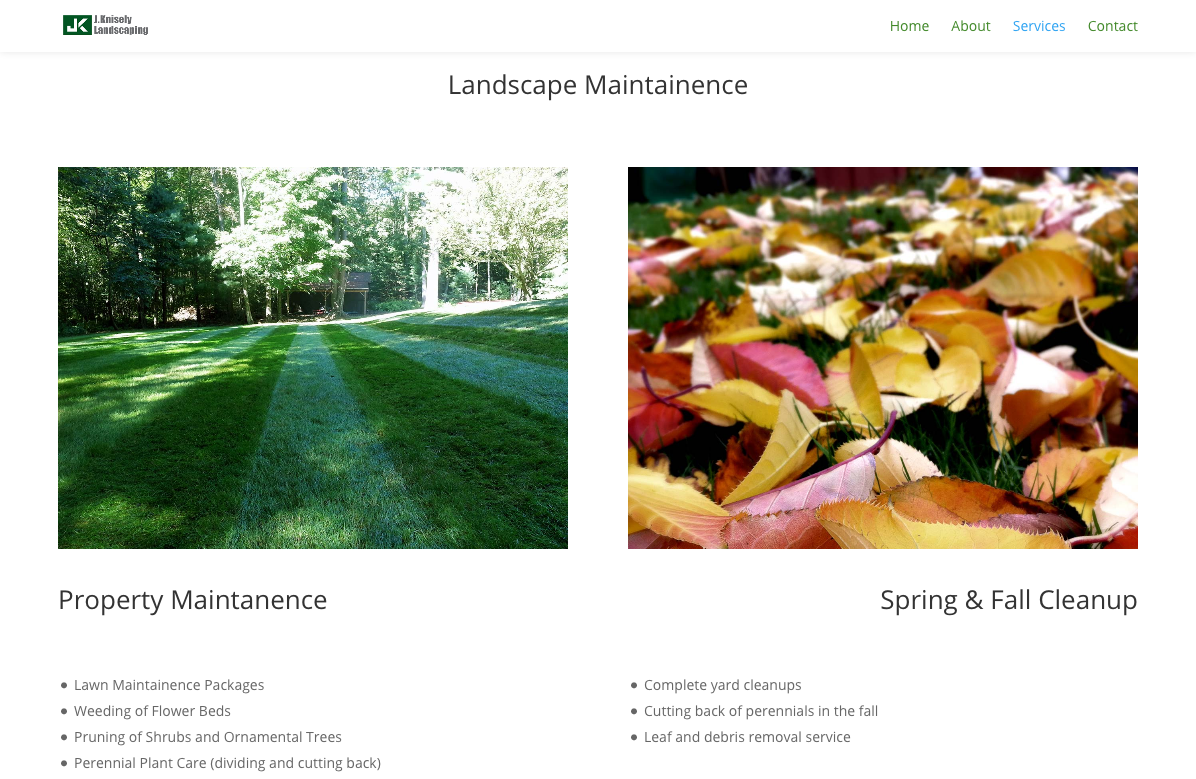 J.Knisely
JK Landscaping
Home About Services Contact
Landscape Maintainence
Property Maintanence
Lawn Maintainence Packages
Weeding of Flower Beds
Pruning of Shrubs and Ornamental Trees
Perennial Plant Care (dividing and cutting back)
Spring & Fall Cleanup
Complete yard cleanups
Cutting back of perennials in the fall
Leaf and debris removal service